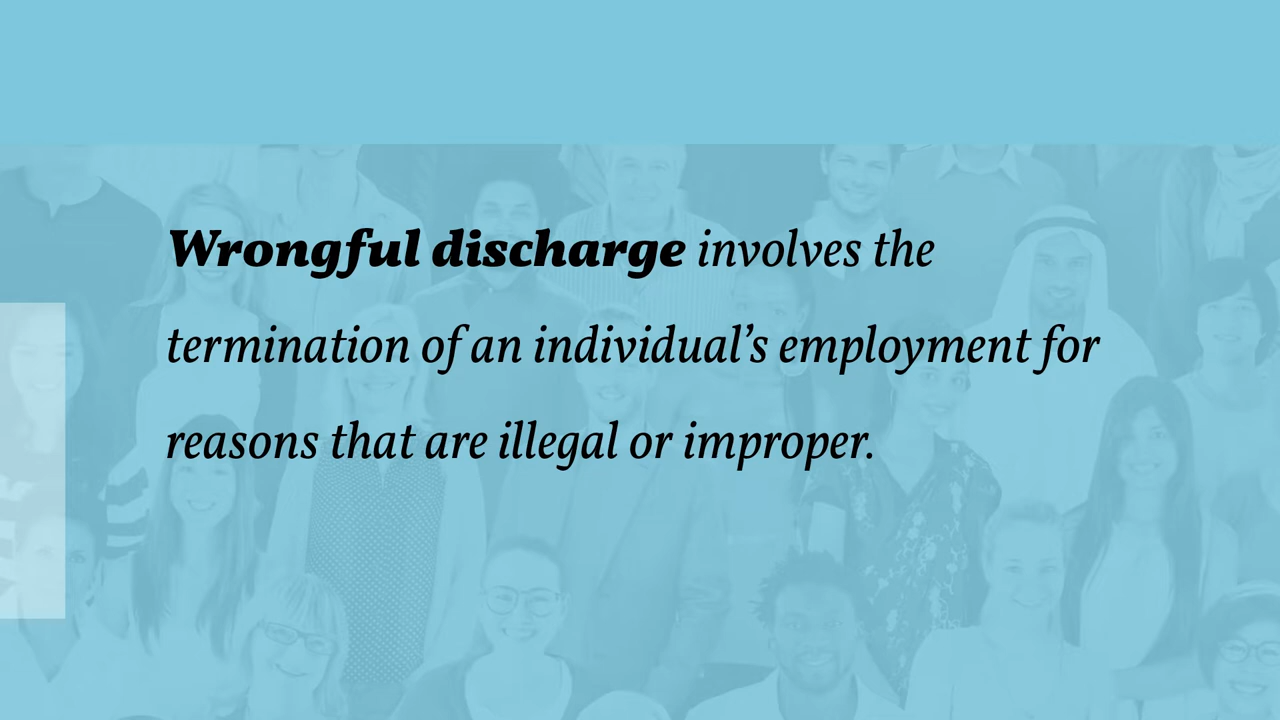 Wrongful discharge involves the
termination of an individual’s employment for
reasons that are illegal or improper.